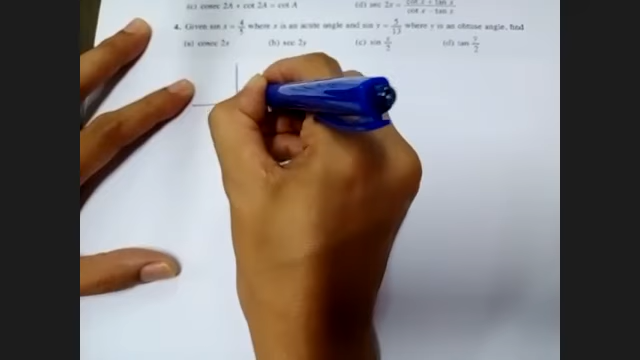 (c) cosec 2A + cot 2A = cot A (d) sec 2x = cot x + tan x / cot x - tan x
4. Given sin x = 4/5 where x is an acute angle and sin y = 5/13 where y is an obtuse angle, find
(a) cosec 2x (b) sec 2y (c) sin x/2 (d) tan y/2